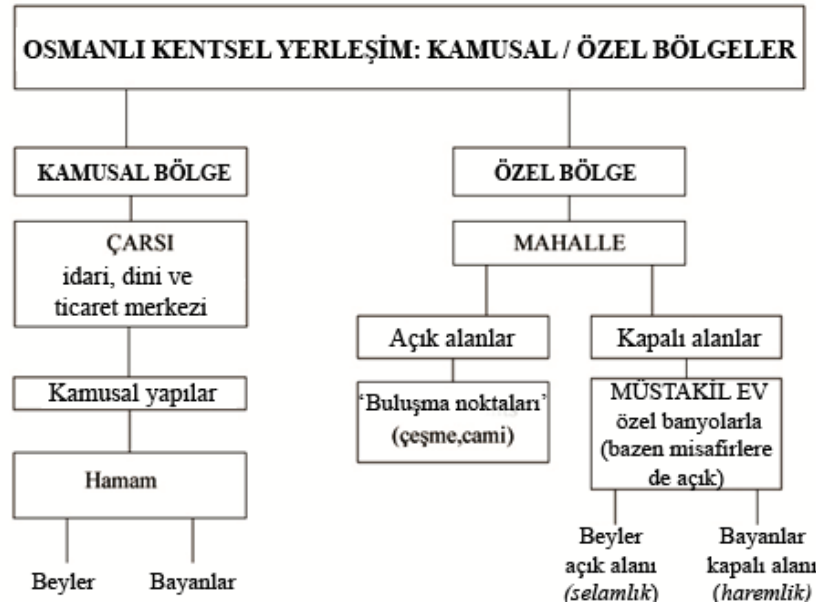 OSMANLI KENTSEL YERLEŞİM: KAMUSAL / ÖZEL BÖLGELER
KAMUSAL BÖLGE
ÇARSI
idari, dini ve
ticaret merkezi
Kamusal yapılar
Hamam
Beyler
Bayanlar
ÖZEL BÖLGE
MAHALLE
Açık alanlar
‘Buluşma noktaları’
(çeşme,cami)
Kapalı alanlar
MÜSTAKİL EV
özel banyolarla
(bazen misafirlere
de açık)
Beyler
açık alanı
(selamlık)
Bayanlar
kapalı alanı
(haremlik)